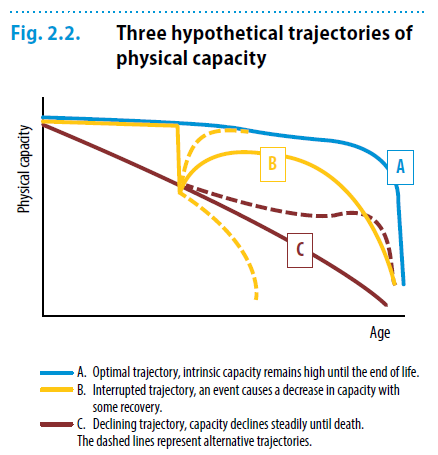 Fig. 2.2. Three hypothetical trajectories of
physical capacity
Physical capacity
B
A
C
Age
A. Optimal trajectory, intrinsic capacity remains high until the end of life.
B. Interrupted trajectory, an event causes a decrease in capacity with
some recovery.
C. Declining trajectory, capacity declines steadily until death.
The dashed lines represent alternative trajectories.